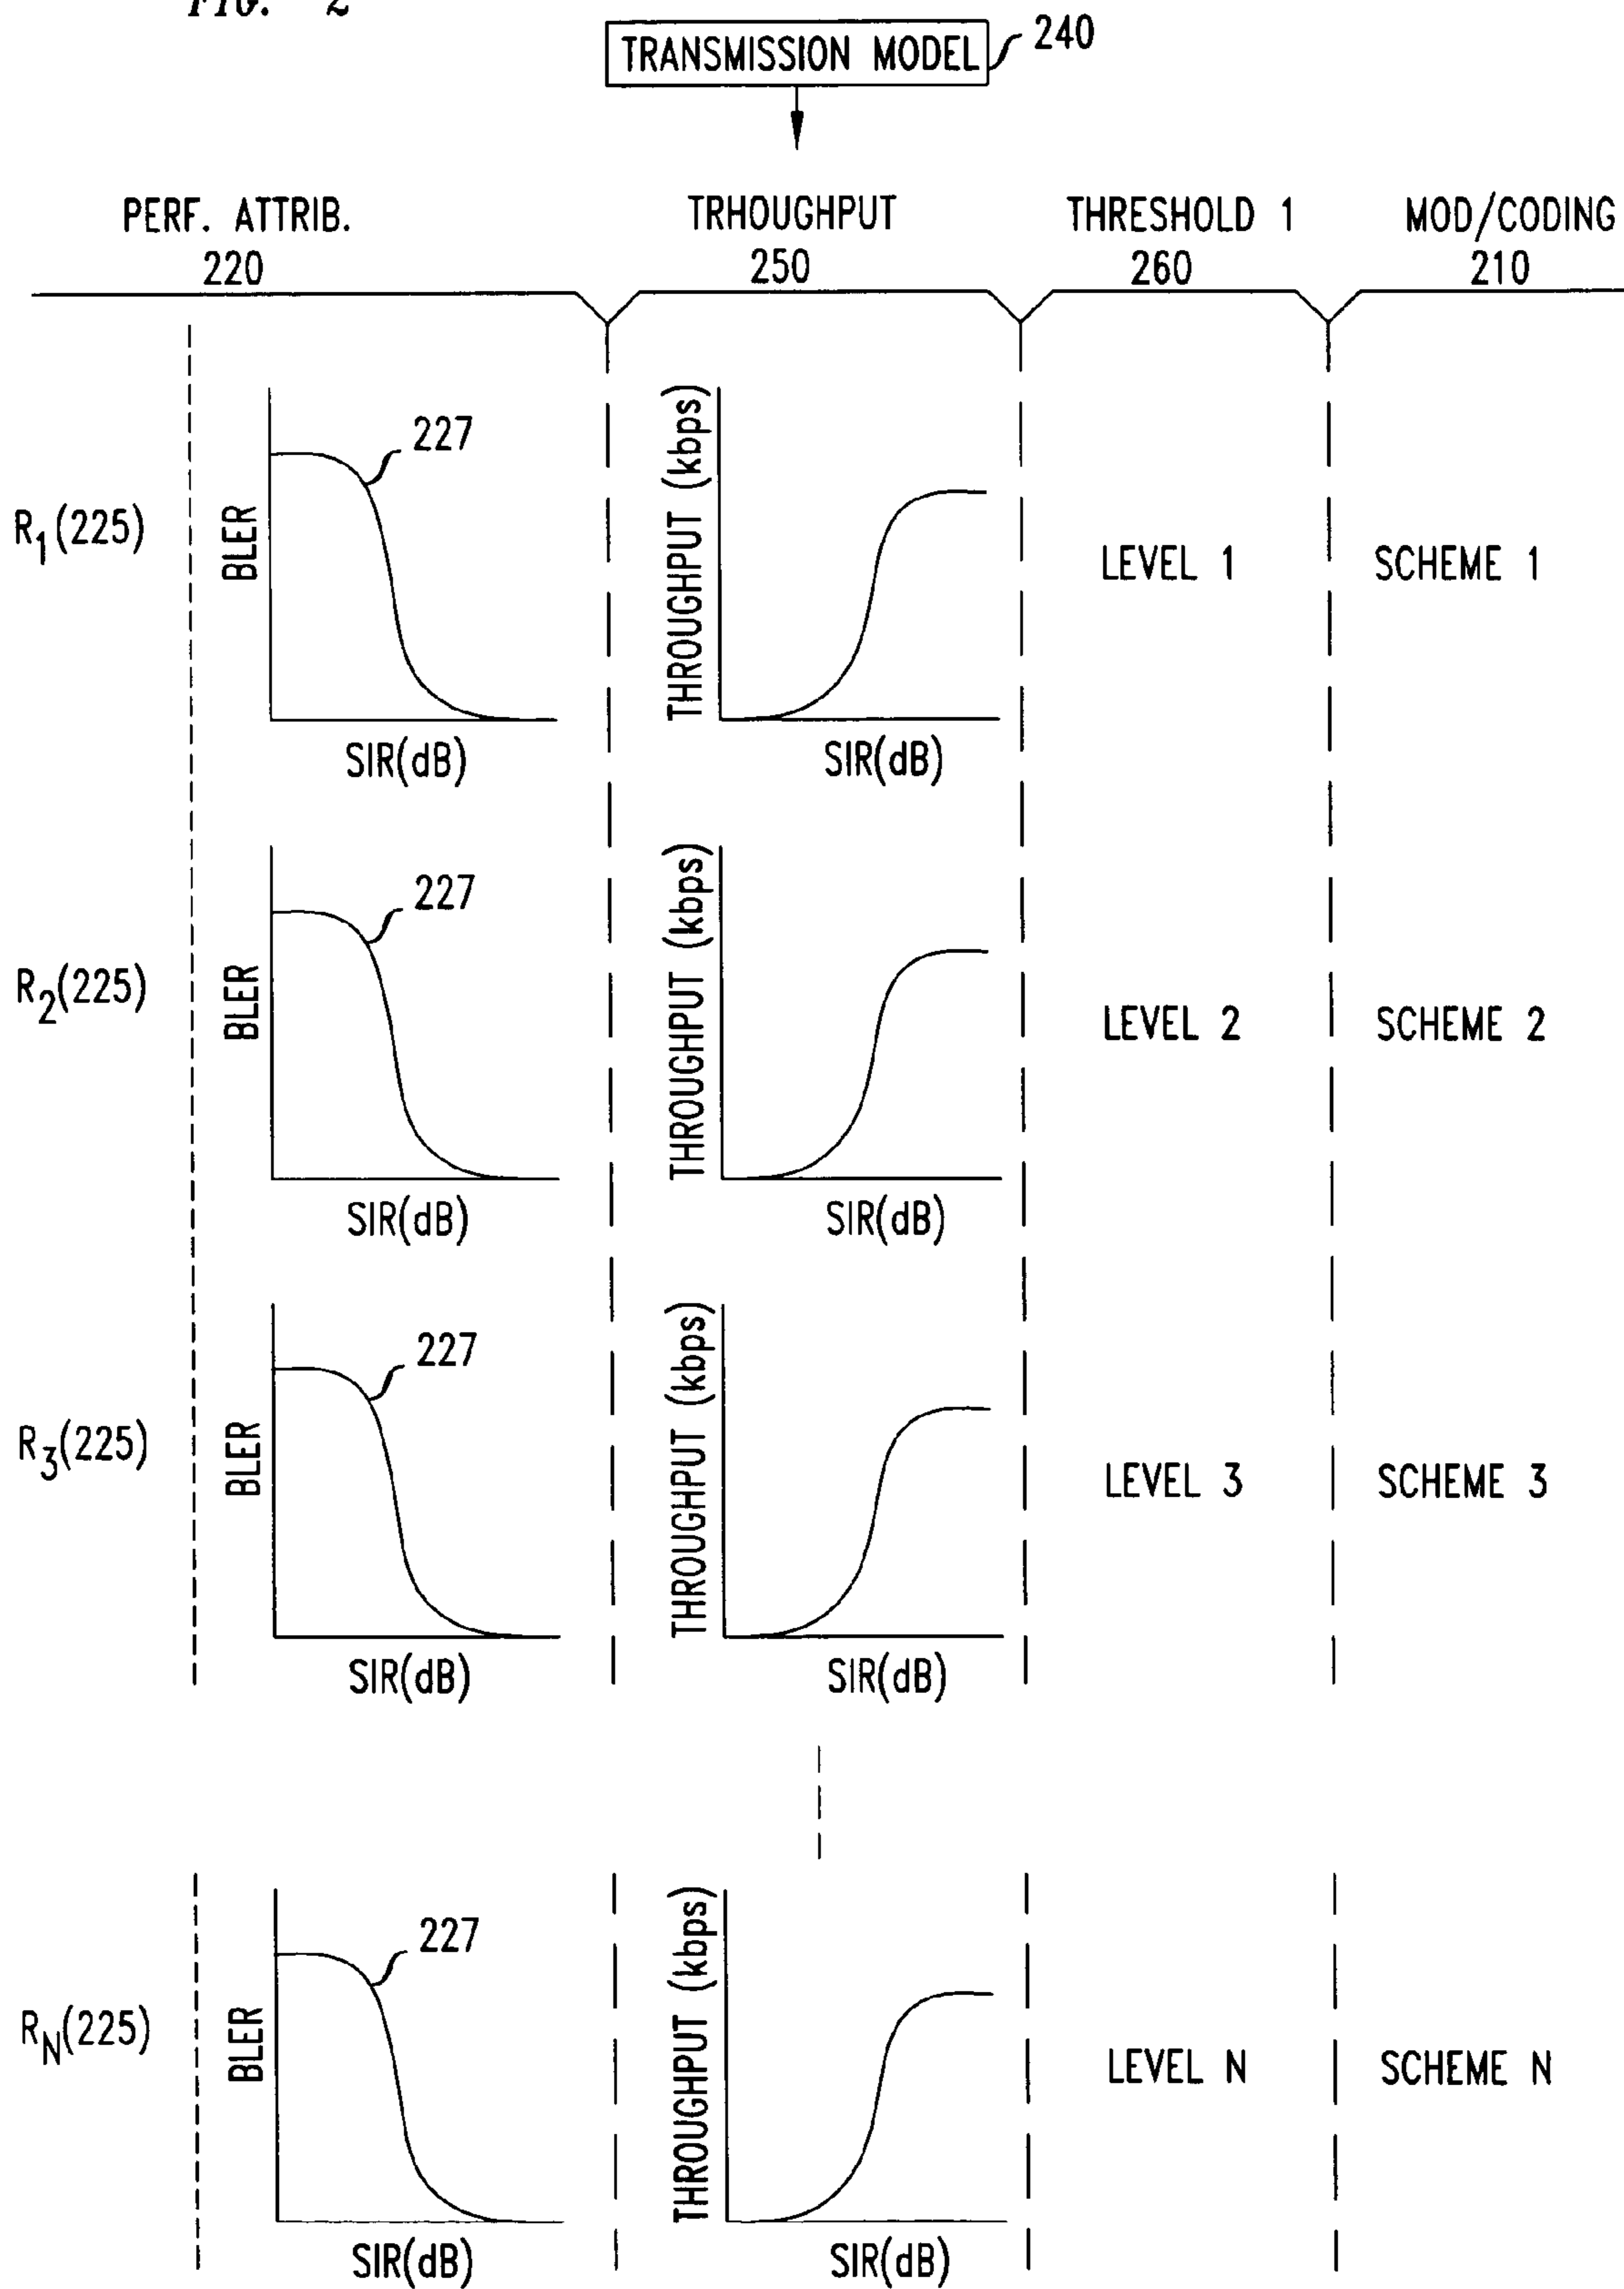 FIG. 2
TRANSMISSION MODEL 240
PERF. ATTRIB. TRHOUGHPUT THRESHOLD 1 MOD/CODING
220 250 260 210
R1(225) BLER 227 SIR(dB) THROUGHPUT (kbps) SIR(dB) LEVEL 1 SCHEME 1
R2(225) BLER 227 SIR(dB) THROUGHPUT (kbps) SIR(dB) LEVEL 2 SCHEME 2
R3(225) BLER 227 SIR(dB) THROUGHPUT (kbps) SIR(dB) LEVEL 3 SCHEME 3
RN(225) BLER 227 SIR(dB) THROUGHPUT (kbps) SIR(dB) LEVEL N SCHEME N